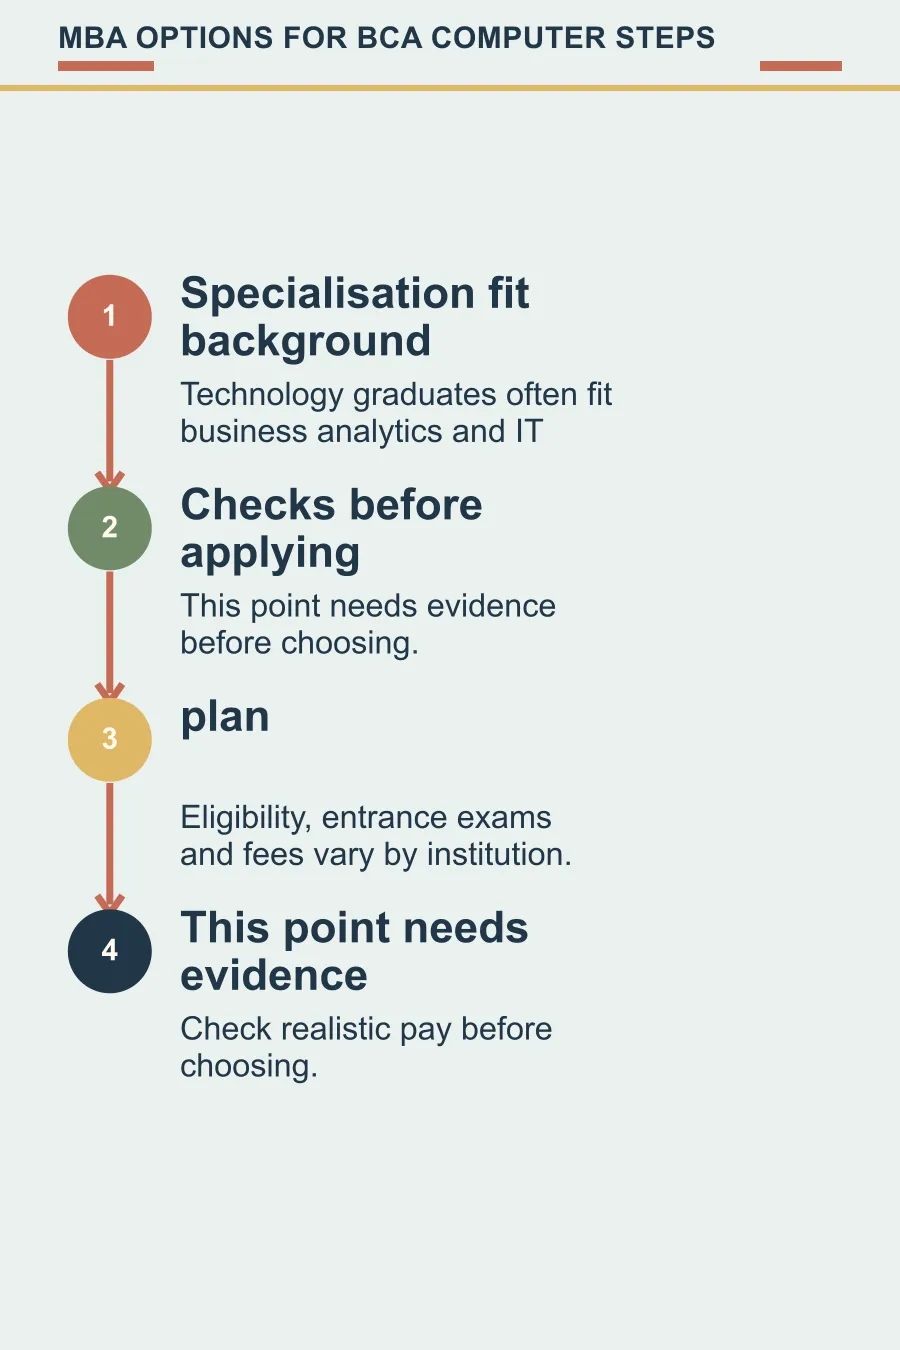 MBA OPTIONS FOR BCA COMPUTER STEPS
1
Specialisation fit
background
Technology graduates often fit
business analytics and IT
2
Checks before
applying
This point needs evidence
before choosing.
3
plan
Eligibility, entrance exams
and fees vary by institution.
4
This point needs
evidence
Check realistic pay before
choosing.